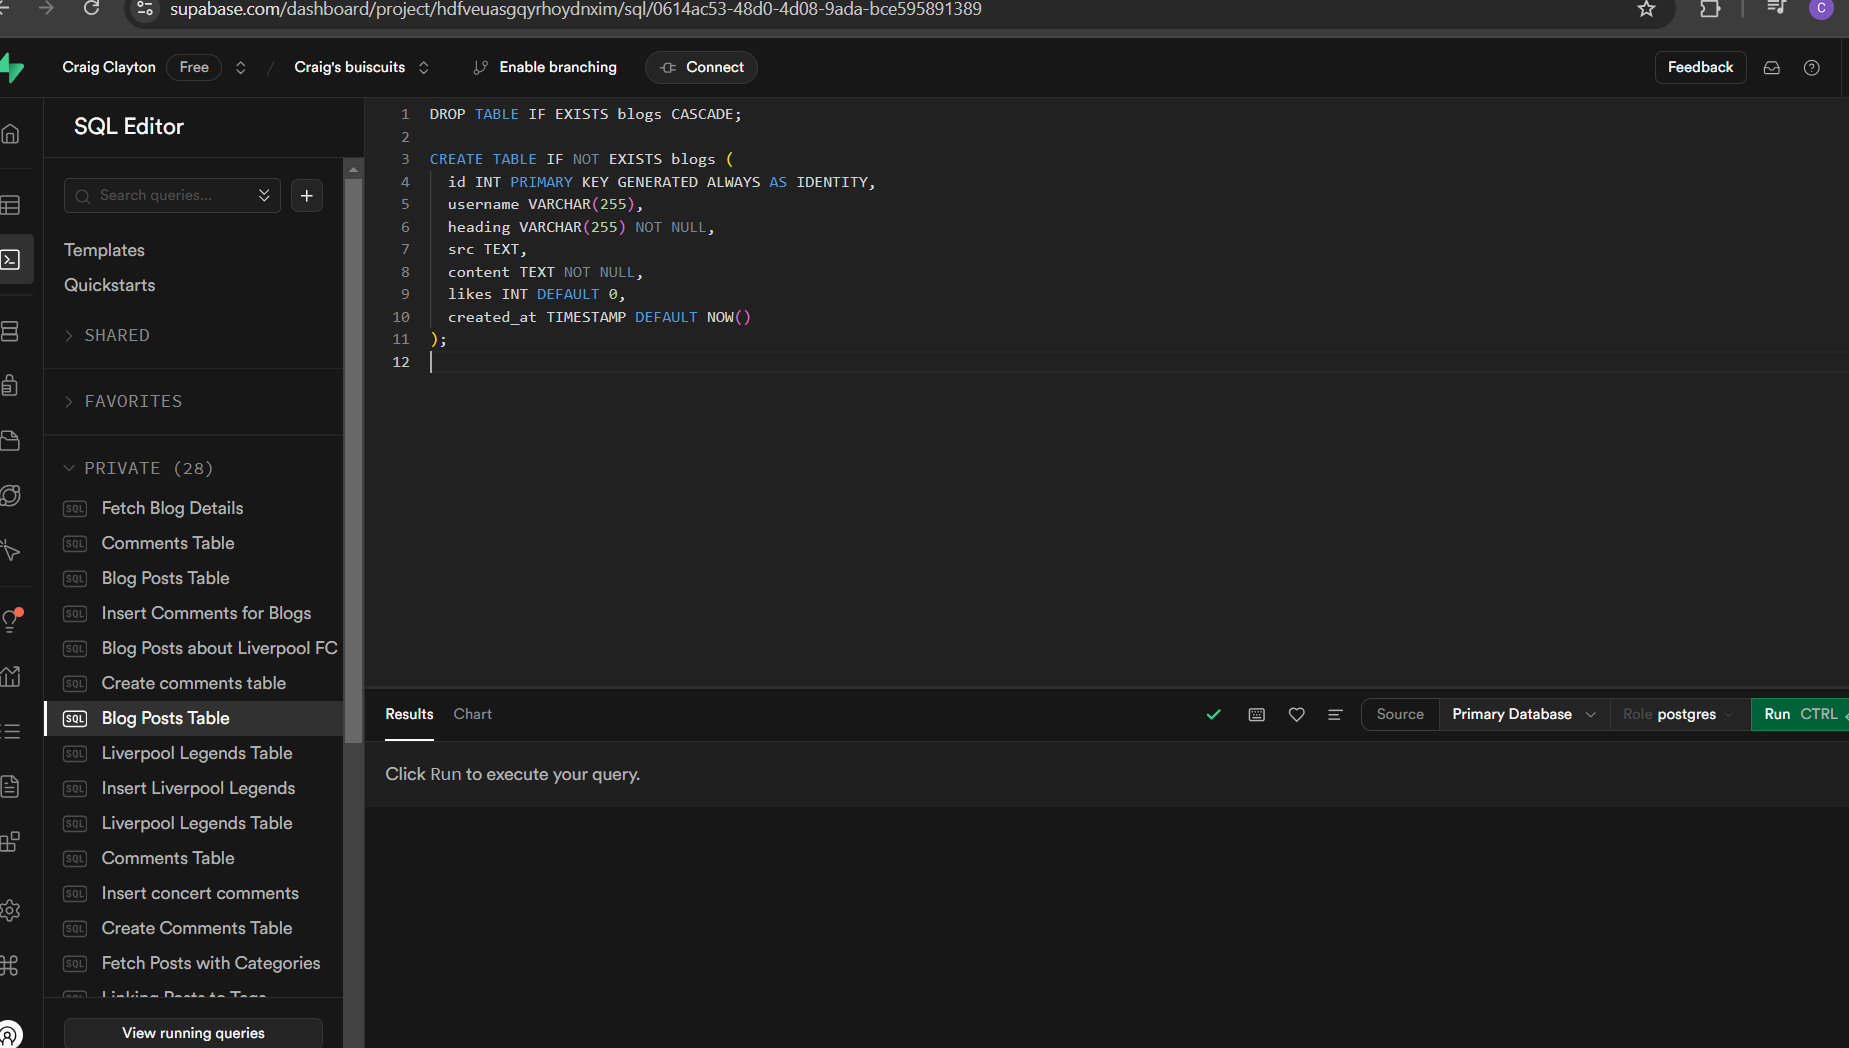 supabase.com/dashboard/project/hdfveuasgqyrhoydnxim/sql/0614ac53-48d0-4d08-9ada-bce595891389
C
Craig Clayton Free / Craig's buiscuits Enable branching Connect Feedback
SQL Editor
Search queries...
Templates
Quickstarts
SHARED
FAVORITES
PRIVATE (28)
SQL Fetch Blog Details
SQL Comments Table
SQL Blog Posts Table
SQL Insert Comments for Blogs
SQL Blog Posts about Liverpool FC
SQL Create comments table
SQL Blog Posts Table
SQL Liverpool Legends Table
SQL Insert Liverpool Legends
SQL Liverpool Legends Table
SQL Comments Table
SQL Insert concert comments
SQL Create Comments Table
SQL Fetch Posts with Categories
SQL Linking Posts to Tags
View running queries
1 DROP TABLE IF EXISTS blogs CASCADE;
2
3 CREATE TABLE IF NOT EXISTS blogs (
4 id INT PRIMARY KEY GENERATED ALWAYS AS IDENTITY,
5 username VARCHAR(255),
6 heading VARCHAR(255) NOT NULL,
7 src TEXT,
8 content TEXT NOT NULL,
9 likes INT DEFAULT 0,
10 created_at TIMESTAMP DEFAULT NOW()
11 );
12
Results Chart Source Primary Database Role postgres Run CTRL
Click Run to execute your query.